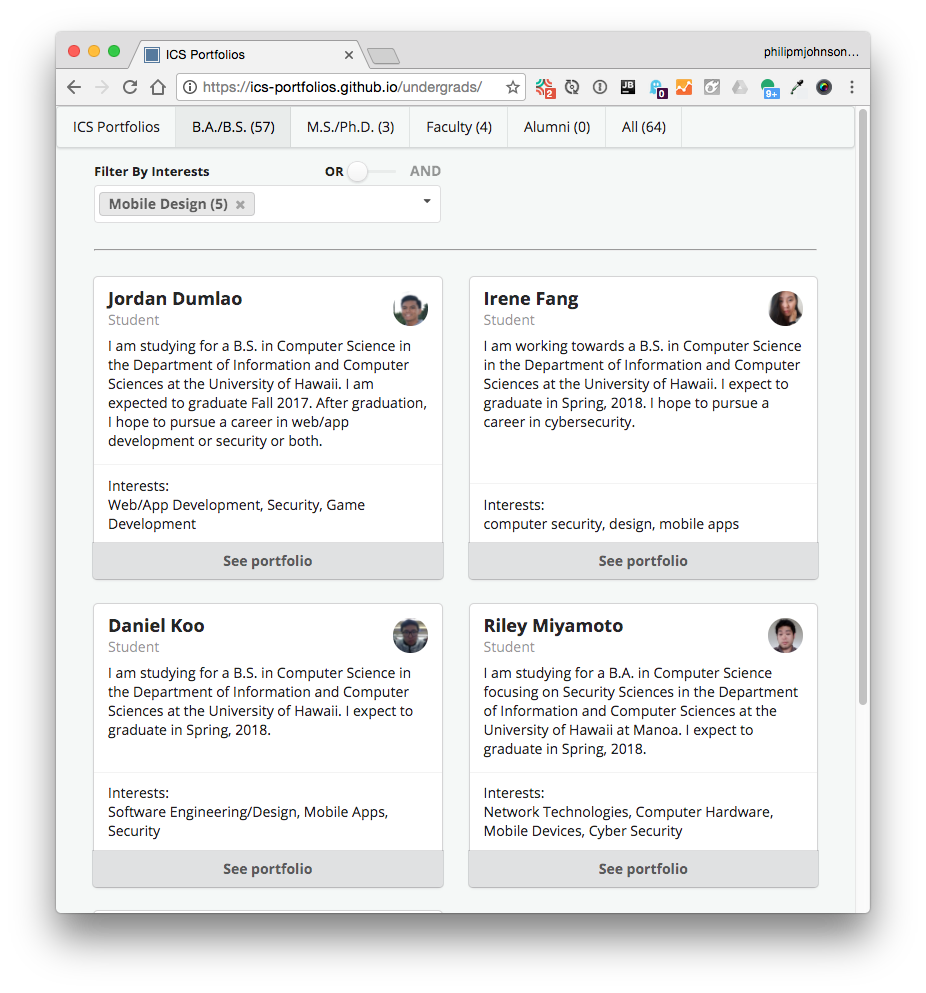 ICS Portfolios
philipmjohnson...
https://ics-portfolios.github.io/undergrads/
2
JB
0
9+
ICS Portfolios B.A./B.S. (57) M.S./Ph.D. (3) Faculty (4) Alumni (0) All (64)
Filter By Interests OR AND
Mobile Design (5)
Jordan Dumlao
Student
I am studying for a B.S. in Computer Science in
the Department of Information and Computer
Sciences at the University of Hawaii. I am
expected to graduate Fall 2017. After graduation,
I hope to pursue a career in web/app
development or security or both.
Interests:
Web/App Development, Security, Game
Development
See portfolio
Irene Fang
Student
I am working towards a B.S. in Computer Science
in the Department of Information and Computer
Sciences at the University of Hawaii. I expect to
graduate in Spring, 2018. I hope to pursue a
career in cybersecurity.
Interests:
computer security, design, mobile apps
See portfolio
Daniel Koo
Student
I am studying for a B.S. in Computer Science in
the Department of Information and Computer
Sciences at the University of Hawaii. I expect to
graduate in Spring, 2018.
Interests:
Software Engineering/Design, Mobile Apps,
Security
See portfolio
Riley Miyamoto
Student
I am studying for a B.A. in Computer Science
focusing on Security Sciences in the Department
of Information and Computer Sciences at the
University of Hawaii at Manoa. I expect to
graduate in Spring, 2018.
Interests:
Network Technologies, Computer Hardware,
Mobile Devices, Cyber Security
See portfolio